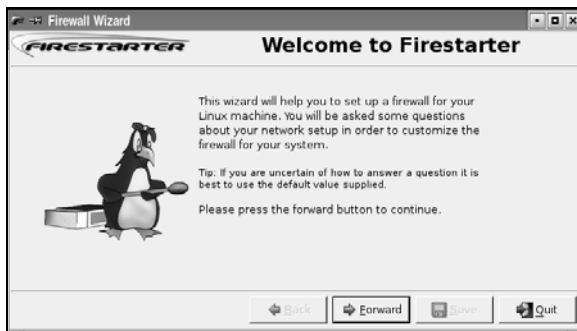 Firewall Wizard
FIRESTARTER
Welcome to Firestarter
This wizard will help you to set up a firewall for your
Linux machine. You will be asked some questions
about your network setup in order to customize the
firewall for your system.
Tip: If you are uncertain of how to answer a question it is
best to use the default value supplied.
Please press the forward button to continue.
Back
Forward
Save
Quit